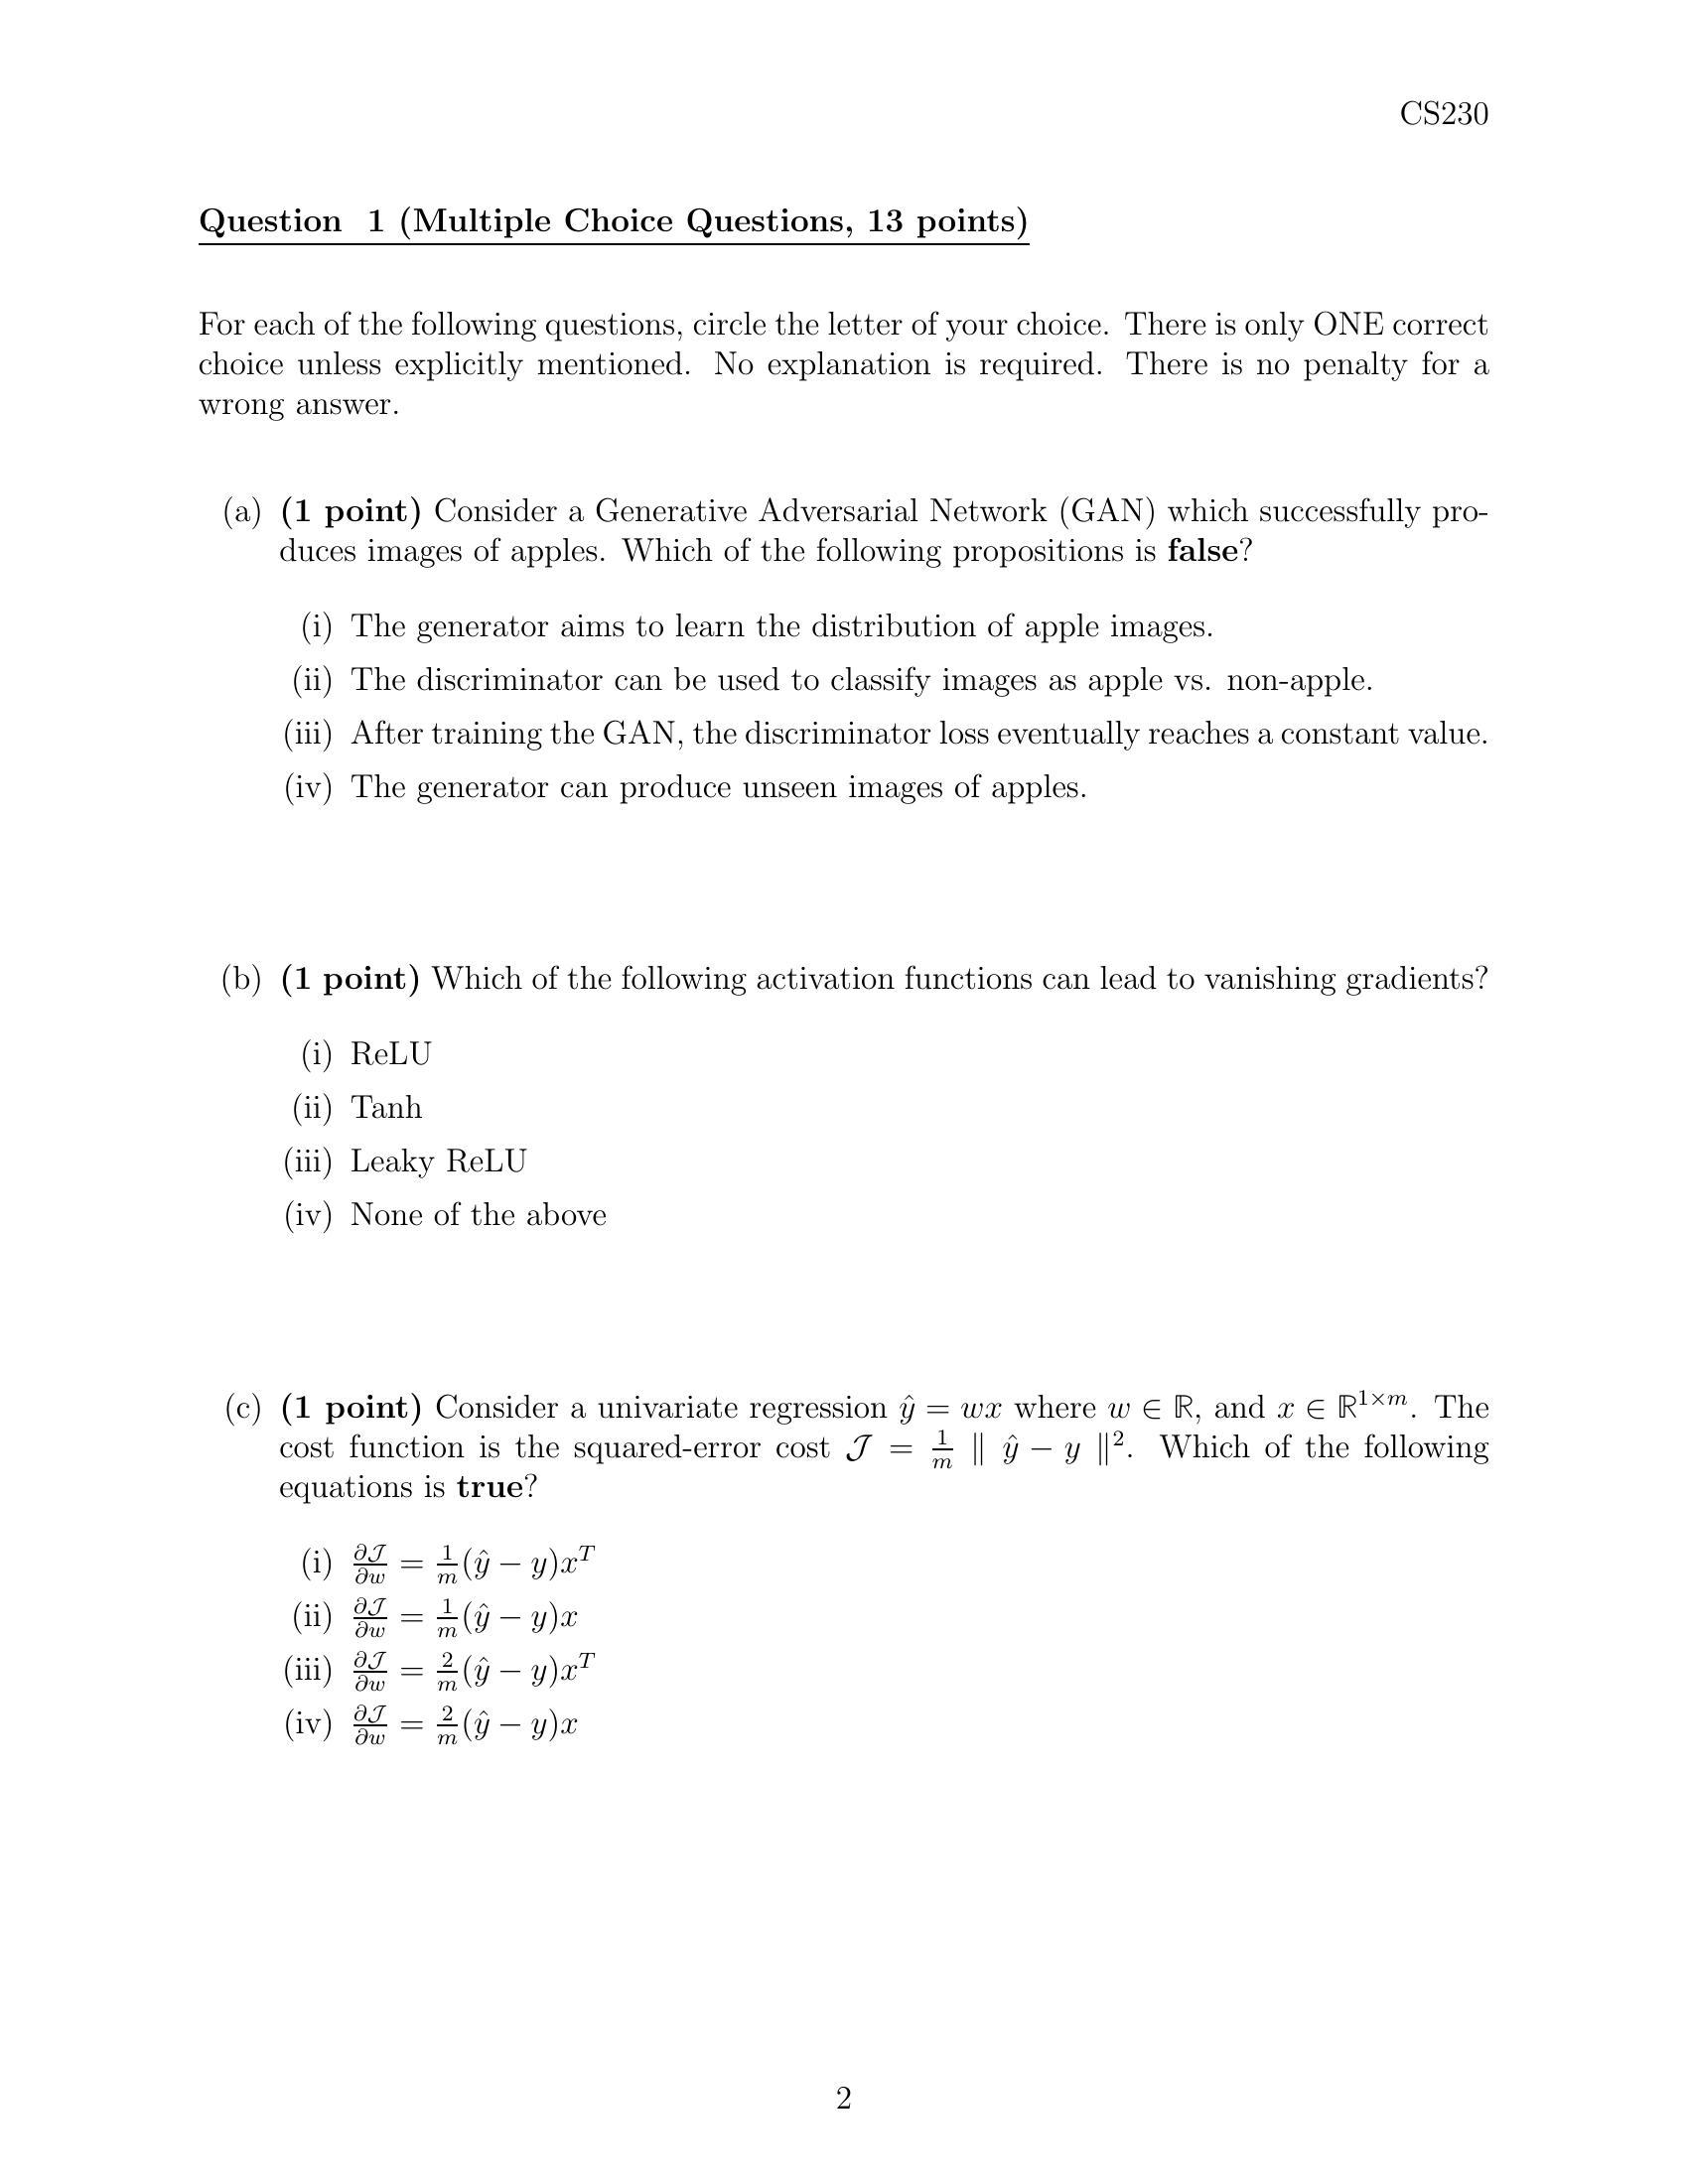 CS230
Question 1 (Multiple Choice Questions, 13 points)
For each of the following questions, circle the letter of your choice. There is only ONE correct
choice unless explicitly mentioned. No explanation is required. There is no penalty for a
wrong answer.
(a) (1 point) Consider a Generative Adversarial Network (GAN) which successfully pro-
duces images of apples. Which of the following propositions is false?
(i) The generator aims to learn the distribution of apple images.
(ii) The discriminator can be used to classify images as apple vs. non-apple.
(iii) After training the GAN, the discriminator loss eventually reaches a constant value.
(iv) The generator can produce unseen images of apples.
(b) (1 point) Which of the following activation functions can lead to vanishing gradients?
(i) ReLU
(ii) Tanh
(iii) Leaky ReLU
(iv) None of the above
(c) (1 point) Consider a univariate regression $\hat{y} = wx$ where $w \in \mathbb{R}$, and $x \in \mathbb{R}^{1 \times m}$. The
cost function is the squared-error cost $\mathcal{J} = \frac{1}{m} \parallel \hat{y} - y \parallel^2$. Which of the following
equations is true?
(i) $\frac{\partial \mathcal{J}}{\partial w} = \frac{1}{m}(\hat{y} - y)x^T$
(ii) $\frac{\partial \mathcal{J}}{\partial w} = \frac{1}{m}(\hat{y} - y)x$
(iii) $\frac{\partial \mathcal{J}}{\partial w} = \frac{2}{m}(\hat{y} - y)x^T$
(iv) $\frac{\partial \mathcal{J}}{\partial w} = \frac{2}{m}(\hat{y} - y)x$
2